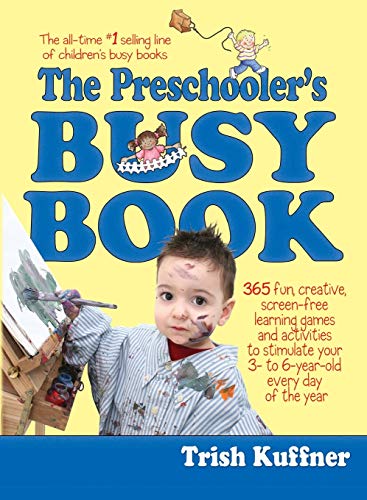 The all-time #1 selling line
of children's busy books
The Preschooler's
BUSY
BOOK
365 fun, creative,
screen-free
learning games
and activities
to stimulate your
3- to 6-year-old
every day
of the year
Trish Kuffner